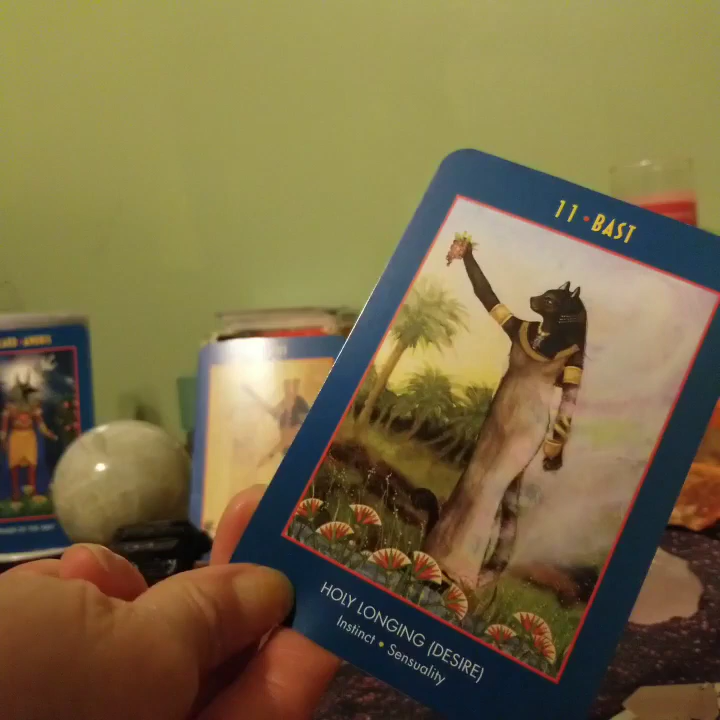 11 • BAST
HOLY LONGING (DESIRE)
Instinct • Sensuality